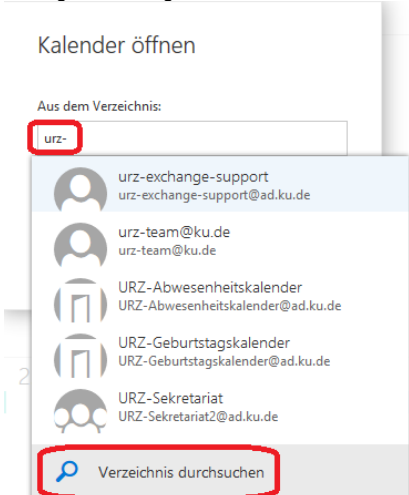 Kalender öffnen
Aus dem Verzeichnis:
urz-
urz-exchange-support
urz-exchange-support@ad.ku.de
urz-team@ku.de
urz-team@ku.de
URZ-Abwesenheitskalender
URZ-Abwesenheitskalender@ad.ku.de
URZ-Geburtstagskalender
URZ-Geburtstagskalender@ad.ku.de
2
URZ-Sekretariat
URZ-Sekretariat2@ad.ku.de
Verzeichnis durchsuchen